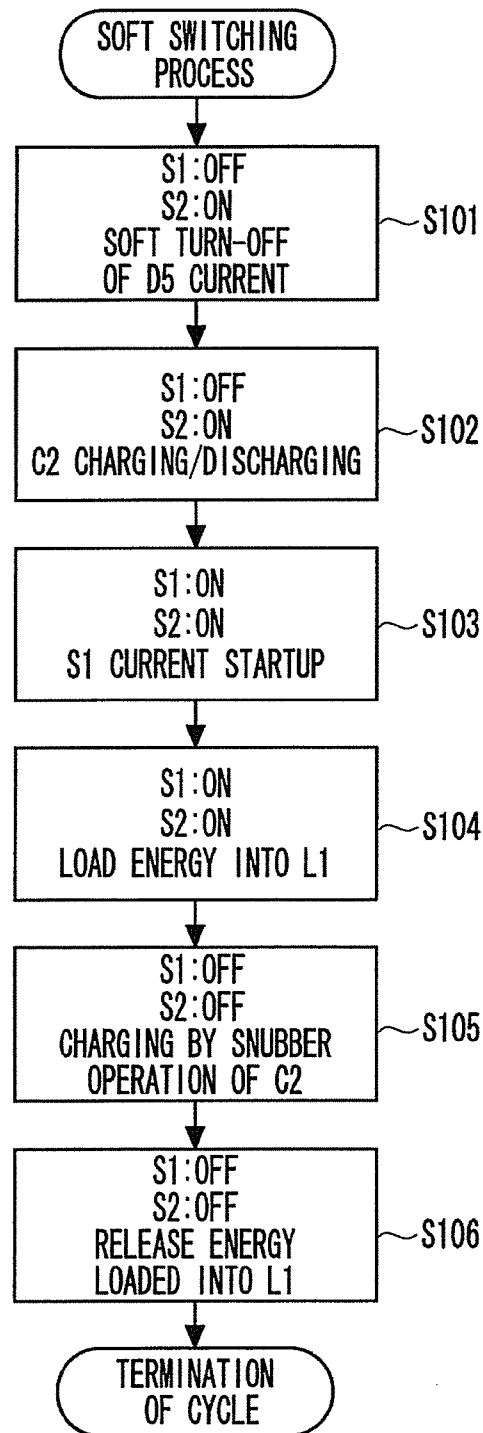 SOFT SWITCHING
PROCESS
S1:OFF
S2:ON
SOFT TURN-OFF
OF D5 CURRENT
S101
S1:OFF
S2:ON
C2 CHARGING/DISCHARGING
S102
S1:ON
S2:ON
S1 CURRENT STARTUP
S103
S1:ON
S2:ON
LOAD ENERGY INTO L1
S104
S1:OFF
S2:OFF
CHARGING BY SNUBBER
OPERATION OF C2
S105
S1:OFF
S2:OFF
RELEASE ENERGY
LOADED INTO L1
S106
TERMINATION
OF CYCLE